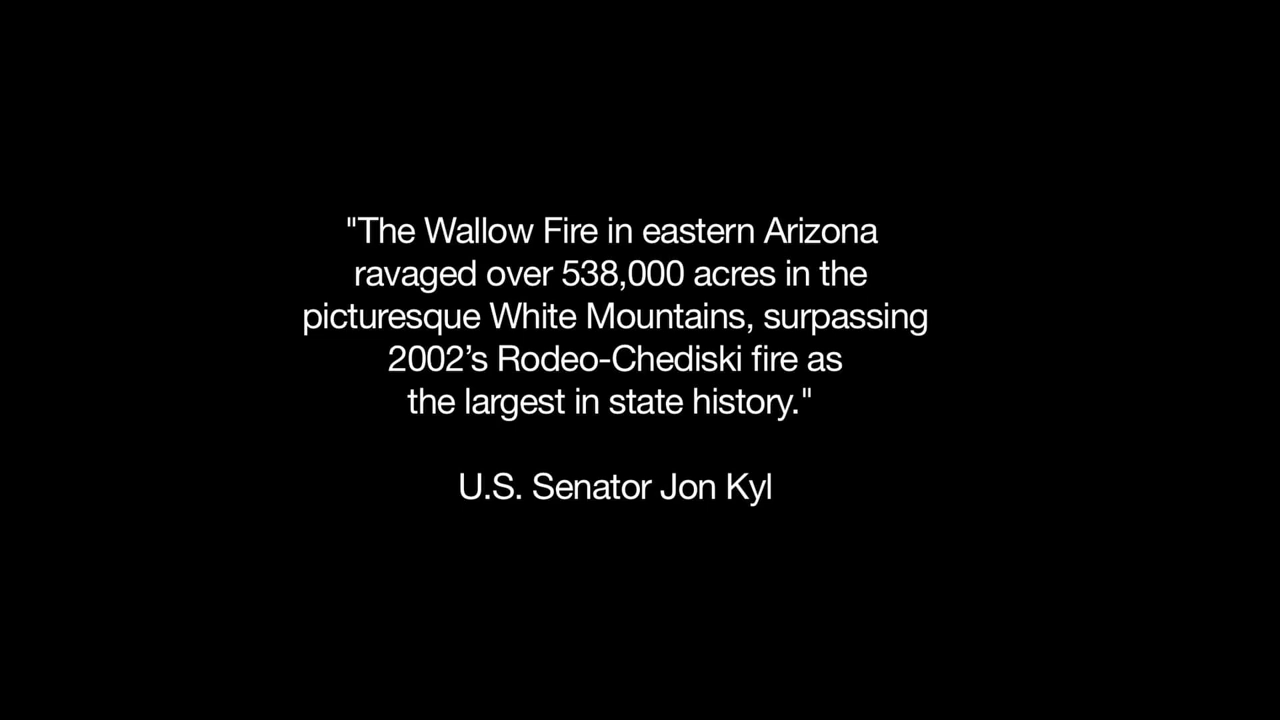 "The Wallow Fire in eastern Arizona
ravaged over 538,000 acres in the
picturesque White Mountains, surpassing
2002’s Rodeo-Chediski fire as
the largest in state history."
U.S. Senator Jon Kyl